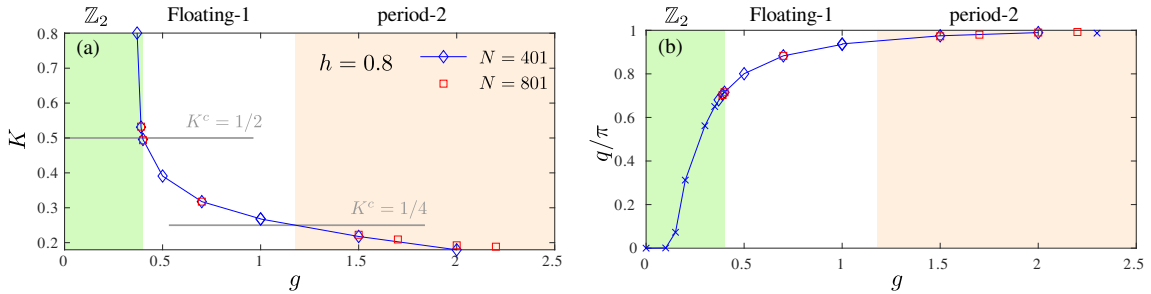 ℤ₂ Floating-1 period-2
(a)
h = 0.8
N = 401
N = 801
K^c = 1/2
K^c = 1/4
K
0.8
0.7
0.6
0.5
0.4
0.3
0.2
0 0.5 1 1.5 2 2.5
g
ℤ₂ Floating-1 period-2
(b)
q/π
1
0.8
0.6
0.4
0.2
0
0 0.5 1 1.5 2 2.5
g